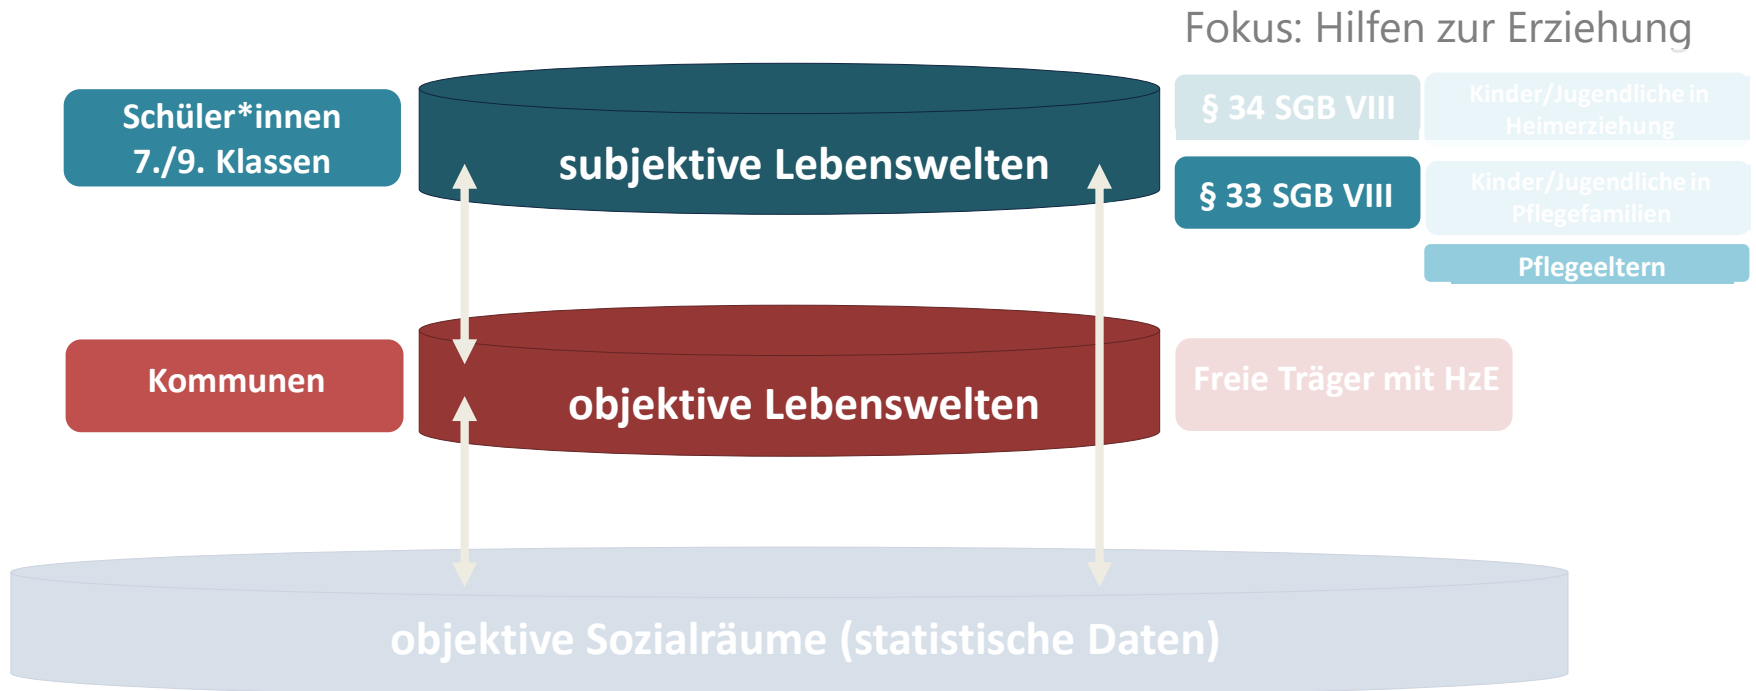 Fokus: Hilfen zur Erziehung
Schüler*innen
7./9. Klassen
subjektive Lebenswelten
§ 34 SGB VIII
Kinder/Jugendliche in
Heimerziehung
§ 33 SGB VIII
Kinder/Jugendliche in
Pflegefamilien
Pflegeeltern
Kommunen
objektive Lebenswelten
Freie Träger mit HzE
objektive Sozialräume (statistische Daten)